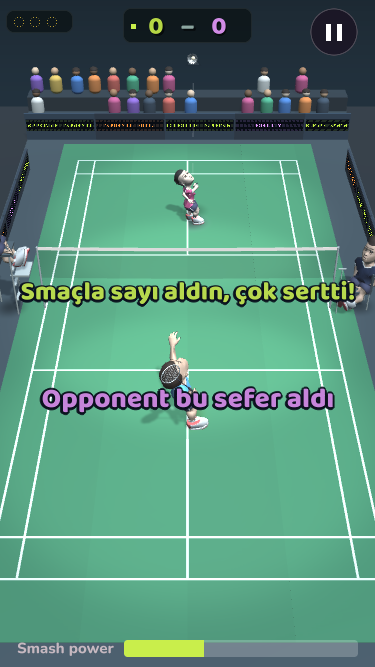 0 – 0
Smaçla sayı aldın, çok sertti!
Opponent bu sefer aldı
Smash power